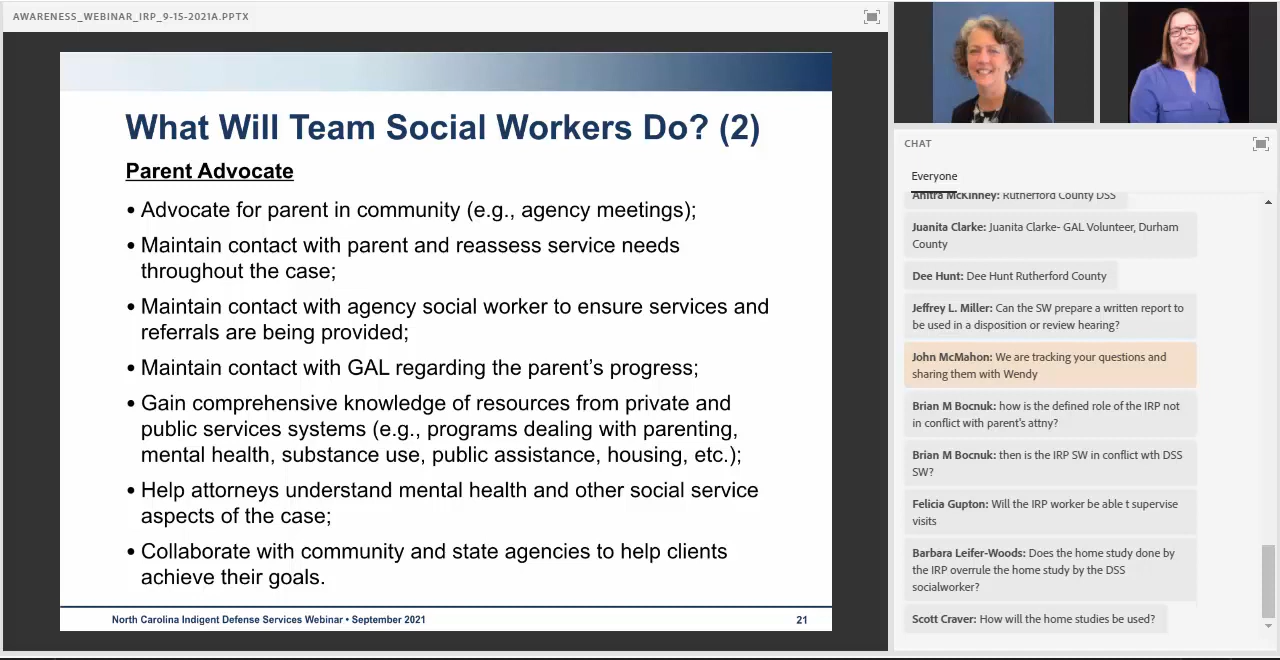 AWARENESS_WEBINAR_IRP_9-15-2021A.PPTX
What Will Team Social Workers Do? (2)
Parent Advocate
• Advocate for parent in community (e.g., agency meetings);
• Maintain contact with parent and reassess service needs
throughout the case;
• Maintain contact with agency social worker to ensure services and
referrals are being provided;
• Maintain contact with GAL regarding the parent’s progress;
• Gain comprehensive knowledge of resources from private and
public services systems (e.g., programs dealing with parenting,
mental health, substance use, public assistance, housing, etc.);
• Help attorneys understand mental health and other social service
aspects of the case;
• Collaborate with community and state agencies to help clients
achieve their goals.
North Carolina Indigent Defense Services Webinar • September 2021
21
CHAT
Everyone
Anitra McKinney: Rutherford County DSS
Juanita Clarke: Juanita Clarke- GAL Volunteer, Durham
County
Dee Hunt: Dee Hunt Rutherford County
Jeffrey L. Miller: Can the SW prepare a written report to
be used in a disposition or review hearing?
John McMahon: We are tracking your questions and
sharing them with Wendy
Brian M Bocnuk: how is the defined role of the IRP not
in conflict with parent's attny?
Brian M Bocnuk: then is the IRP SW in conflict wth DSS
SW?
Felicia Gupton: Will the IRP worker be able t supervise
visits
Barbara Leifer-Woods: Does the home study done by
the IRP overrule the home study by the DSS
socialworker?
Scott Craver: How will the home studies be used?